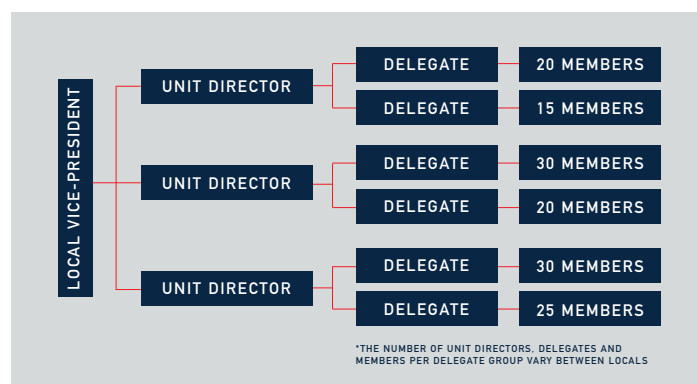 LOCAL VICE-PRESIDENT
UNIT DIRECTOR
DELEGATE
20 MEMBERS
DELEGATE
15 MEMBERS
UNIT DIRECTOR
DELEGATE
30 MEMBERS
DELEGATE
20 MEMBERS
UNIT DIRECTOR
DELEGATE
30 MEMBERS
DELEGATE
25 MEMBERS
*THE NUMBER OF UNIT DIRECTORS, DELEGATES AND
MEMBERS PER DELEGATE GROUP VARY BETWEEN LOCALS